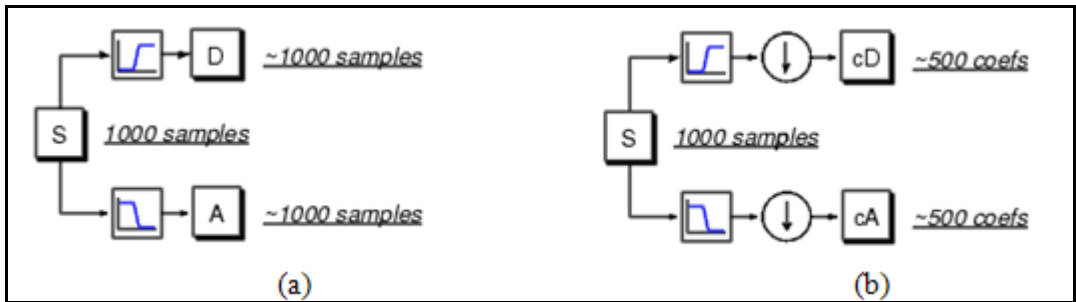 D ~1000 samples
S 1000 samples
A ~1000 samples
(a)
cD ~500 coefs
S 1000 samples
cA ~500 coefs
(b)